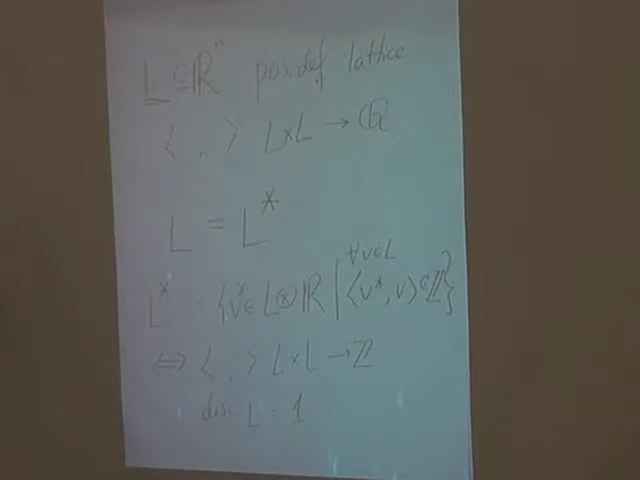 L ⊆ ℝⁿ pos.def lattice
⟨ , ⟩ L×L → ℚ
L = L*
L* = {v* ∈ L⊗ℝ | ∀v∈L ⟨v*, v⟩ ∈ ℤ}
⟺ ⟨ , ⟩ L×L → ℤ
disc L = 1